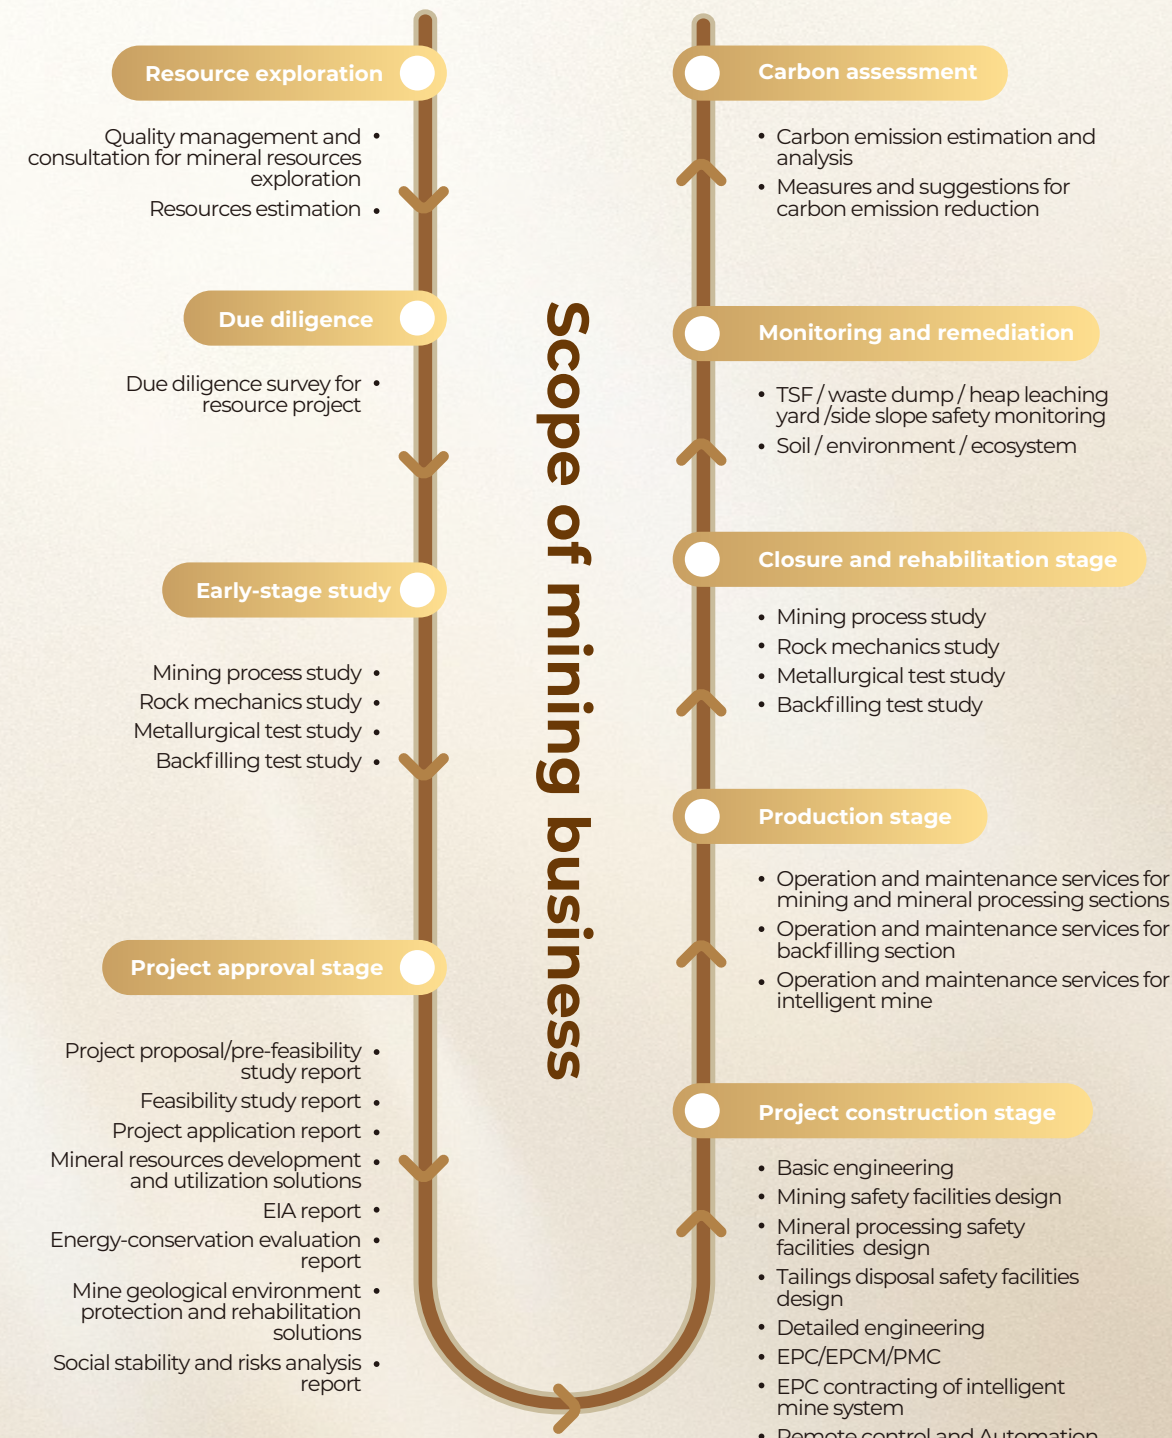 Resource exploration
• Quality management and
consultation for mineral resources
exploration
• Resources estimation
Due diligence
• Due diligence survey for
resource project
Early-stage study
• Mining process study
• Rock mechanics study
• Metallurgical test study
• Backfilling test study
Project approval stage
• Project proposal/pre-feasibility
study report
• Feasibility study report
• Project application report
• Mineral resources development
and utilization solutions
• EIA report
• Energy-conservation evaluation
report
• Mine geological environment
protection and rehabilitation
solutions
• Social stability and risks analysis
report
Scope of mining business
Carbon assessment
• Carbon emission estimation and
analysis
• Measures and suggestions for
carbon emission reduction
Monitoring and remediation
• TSF / waste dump / heap leaching
yard /side slope safety monitoring
• Soil / environment / ecosystem
Closure and rehabilitation stage
• Mining process study
• Rock mechanics study
• Metallurgical test study
• Backfilling test study
Production stage
• Operation and maintenance services for
mining and mineral processing sections
• Operation and maintenance services for
backfilling section
• Operation and maintenance services for
intelligent mine
Project construction stage
• Basic engineering
• Mining safety facilities design
• Mineral processing safety
facilities design
• Tailings disposal safety facilities
design
• Detailed engineering
• EPC/EPCM/PMC
• EPC contracting of intelligent
mine system
• Remote control and Automation